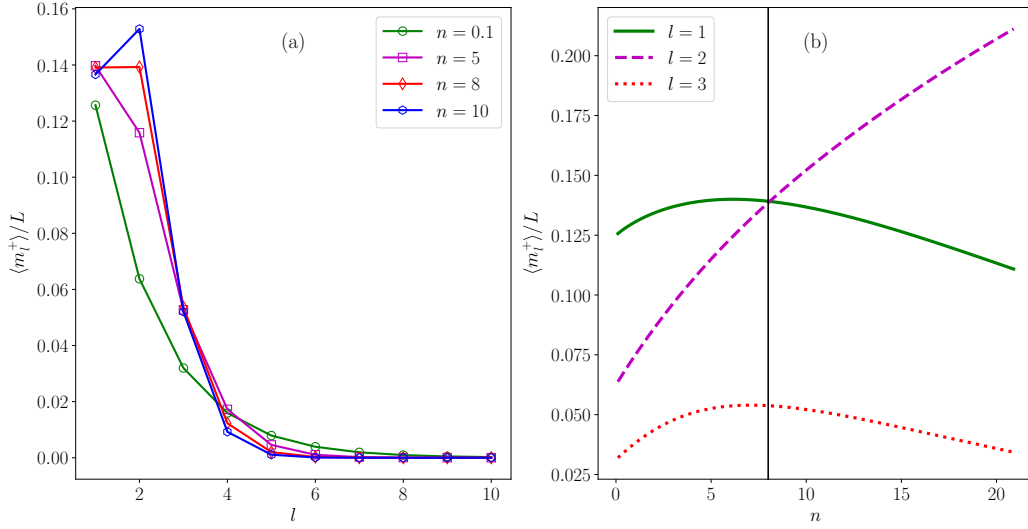 0.16
0.14
0.12
0.10
0.08
0.06
0.04
0.02
0.00
⟨m_l^+⟩/L
2
4
6
8
10
l
(a)
n = 0.1
n = 5
n = 8
n = 10
0.200
0.175
0.150
0.125
0.100
0.075
0.050
0.025
⟨m_l^+⟩/L
0
5
10
15
20
n
(b)
l = 1
l = 2
l = 3